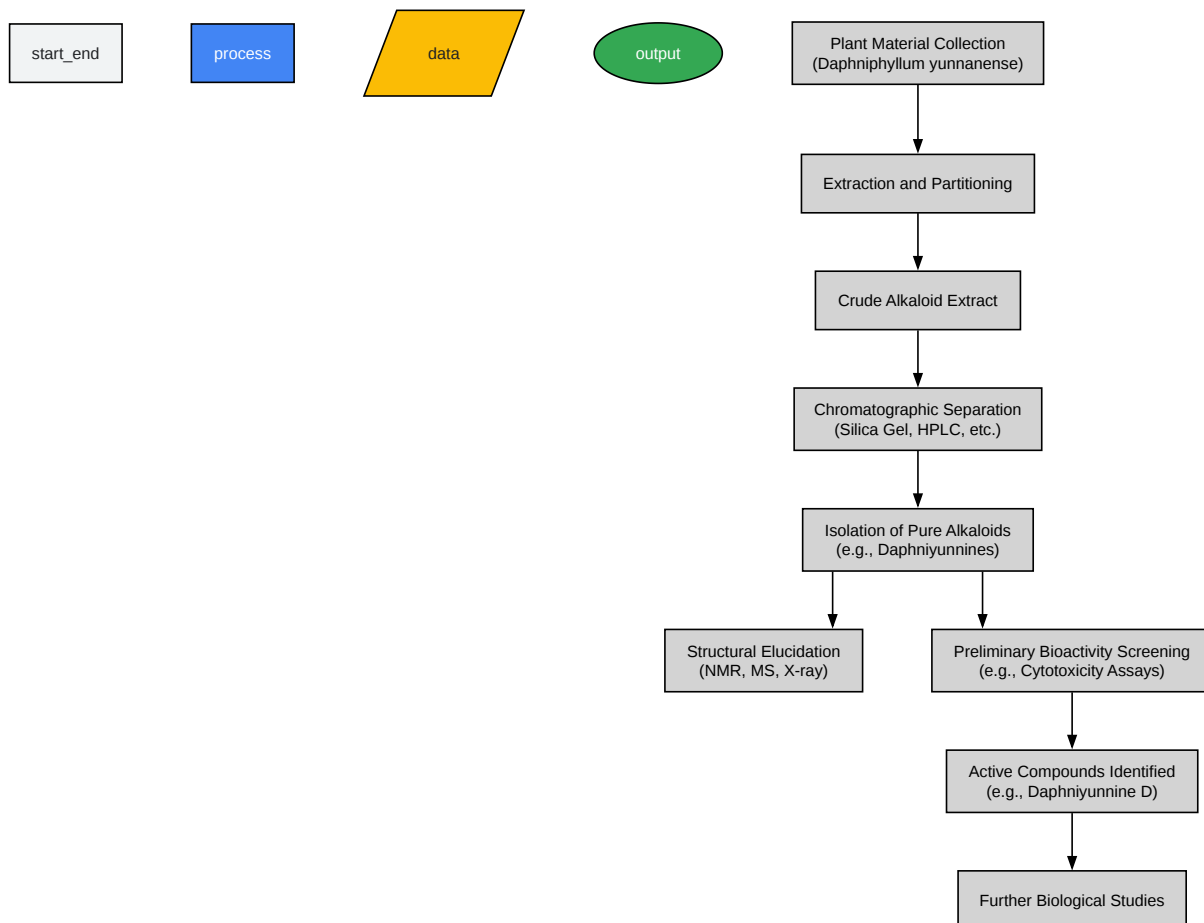 start_end
process
data
output
Plant Material Collection
(Daphniphyllum yunnanense)
Extraction and Partitioning
Crude Alkaloid Extract
Chromatographic Separation
(Silica Gel, HPLC, etc.)
Isolation of Pure Alkaloids
(e.g., Daphniyunnines)
Structural Elucidation
(NMR, MS, X-ray)
Preliminary Bioactivity Screening
(e.g., Cytotoxicity Assays)
Active Compounds Identified
(e.g., Daphniyunnine D)
Further Biological Studies